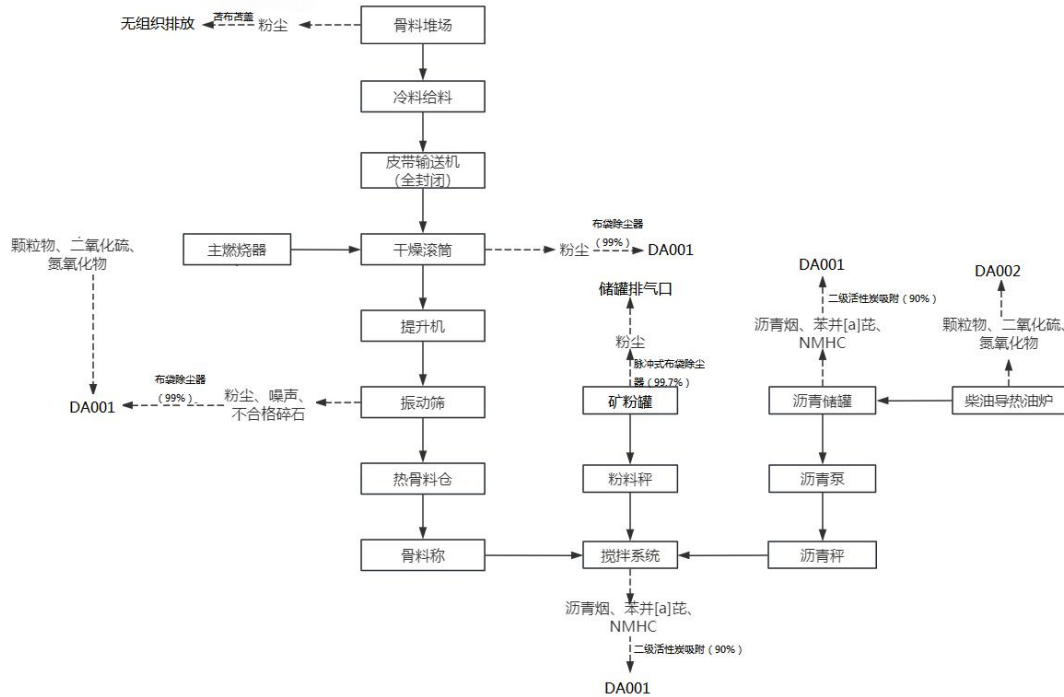 无组织排放
苫布苫盖
粉尘
骨料堆场
冷料给料
皮带输送机
（全封闭）
颗粒物、二氧化硫、
氮氧化物
主燃烧器
干燥滚筒
粉尘
布袋除尘器
（99%）
DA001
提升机
DA001
布袋除尘器
（99%）
粉尘、噪声、
不合格碎石
振动筛
热骨料仓
骨料称
储罐排气口
粉尘
脉冲式布袋除尘
器（99.7%）
矿粉罐
粉料秤
搅拌系统
DA001
二级活性炭吸附（90%）
沥青烟、苯并[a]芘、
NMHC
沥青储罐
沥青泵
沥青秤
DA002
颗粒物、二氧化硫、
氮氧化物
柴油导热油炉
沥青烟、苯并[a]芘、
NMHC
二级活性炭吸附（90%）
DA001